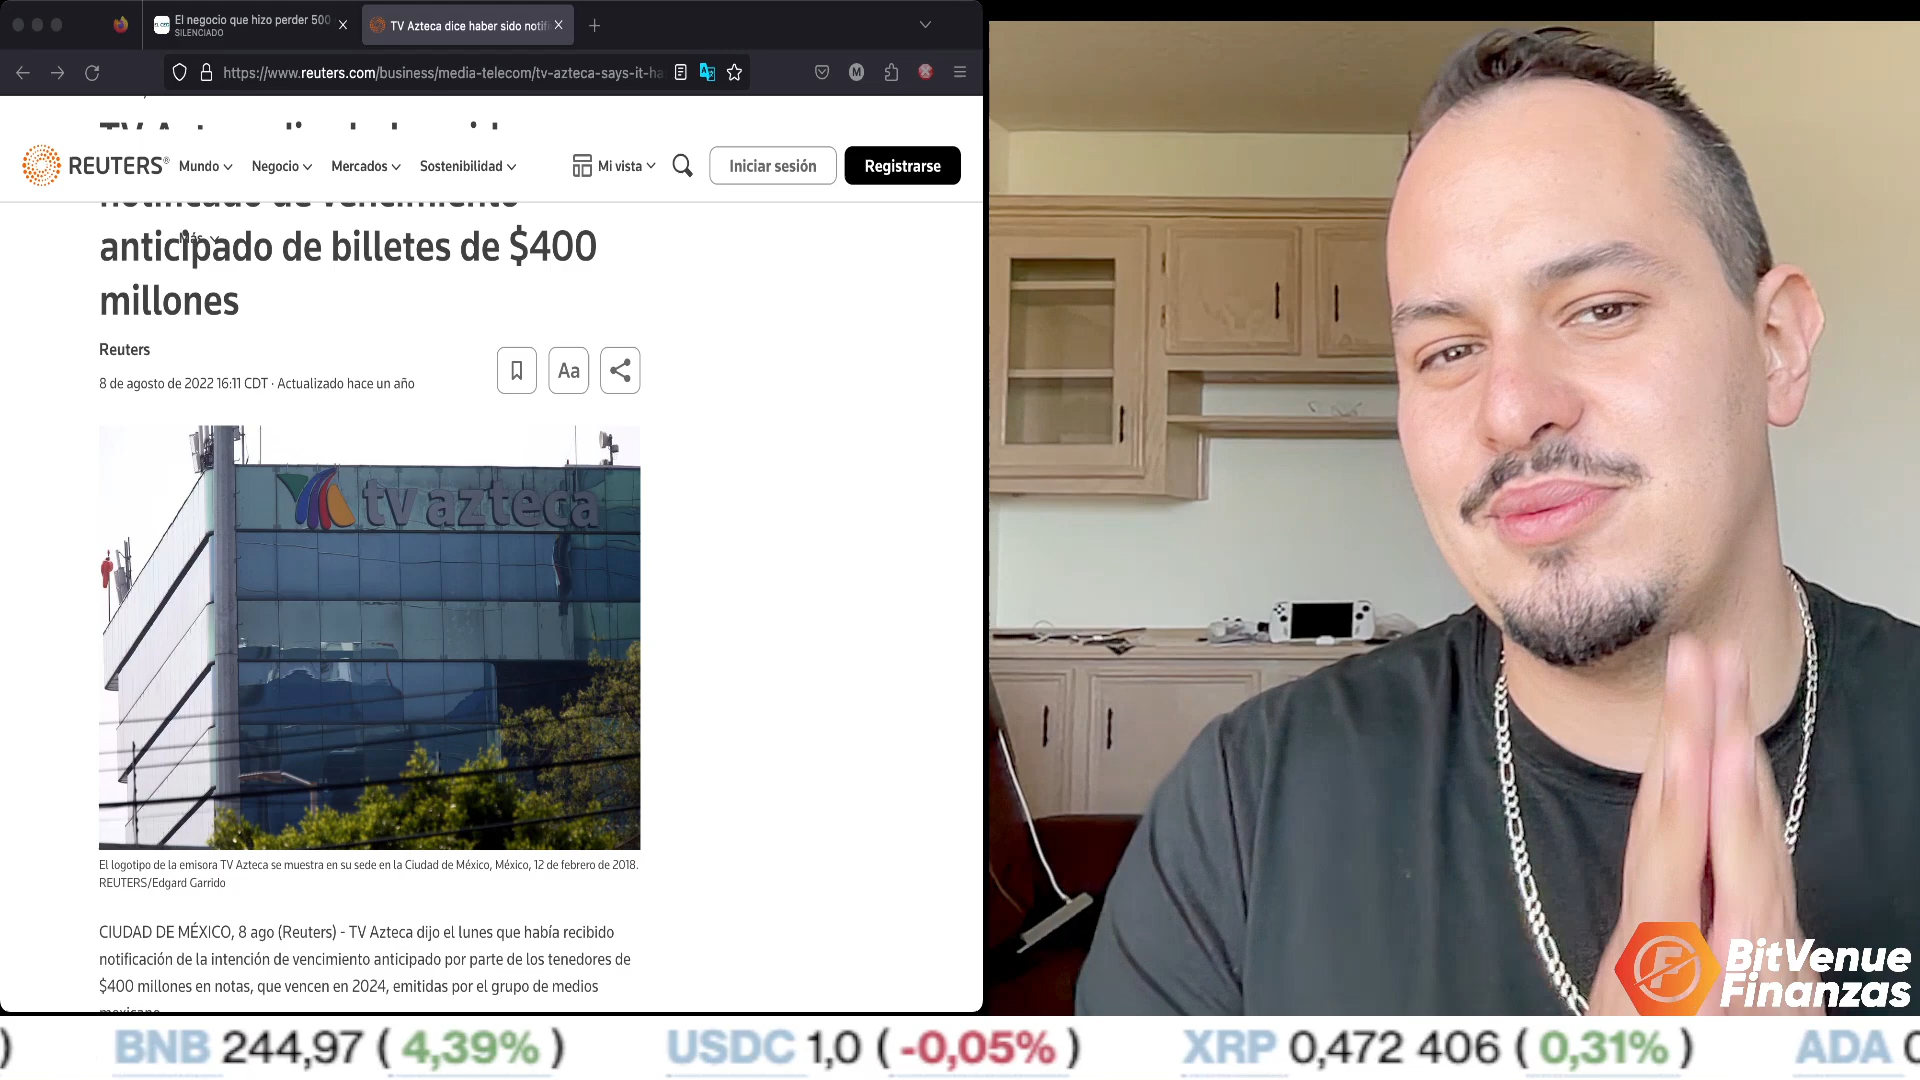 El negocio que hizo perder 500
SILENCIADO
TV Azteca dice haber sido notifi
https://www.reuters.com/business/media-telecom/tv-azteca-says-it-ha
REUTERS®
Mundo
Negocio
Mercados
Sostenibilidad
Mi vista
Iniciar sesión
Registrarse
Más
notificado de vencimiento
anticipado de billetes de $400
millones
Reuters
8 de agosto de 2022 16:11 CDT · Actualizado hace un año
Aa
tv azteca
El logotipo de la emisora TV Azteca se muestra en su sede en la Ciudad de México, México, 12 de febrero de 2018.
REUTERS/Edgard Garrido
CIUDAD DE MÉXICO, 8 ago (Reuters) - TV Azteca dijo el lunes que había recibido
notificación de la intención de vencimiento anticipado por parte de los tenedores de
$400 millones en notas, que vencen en 2024, emitidas por el grupo de medios
mexicano
BitVenue
Finanzas
) BNB 244,97 ( 4,39% ) USDC 1,0 ( -0,05% ) XRP 0,472 406 ( 0,31% ) ADA 0